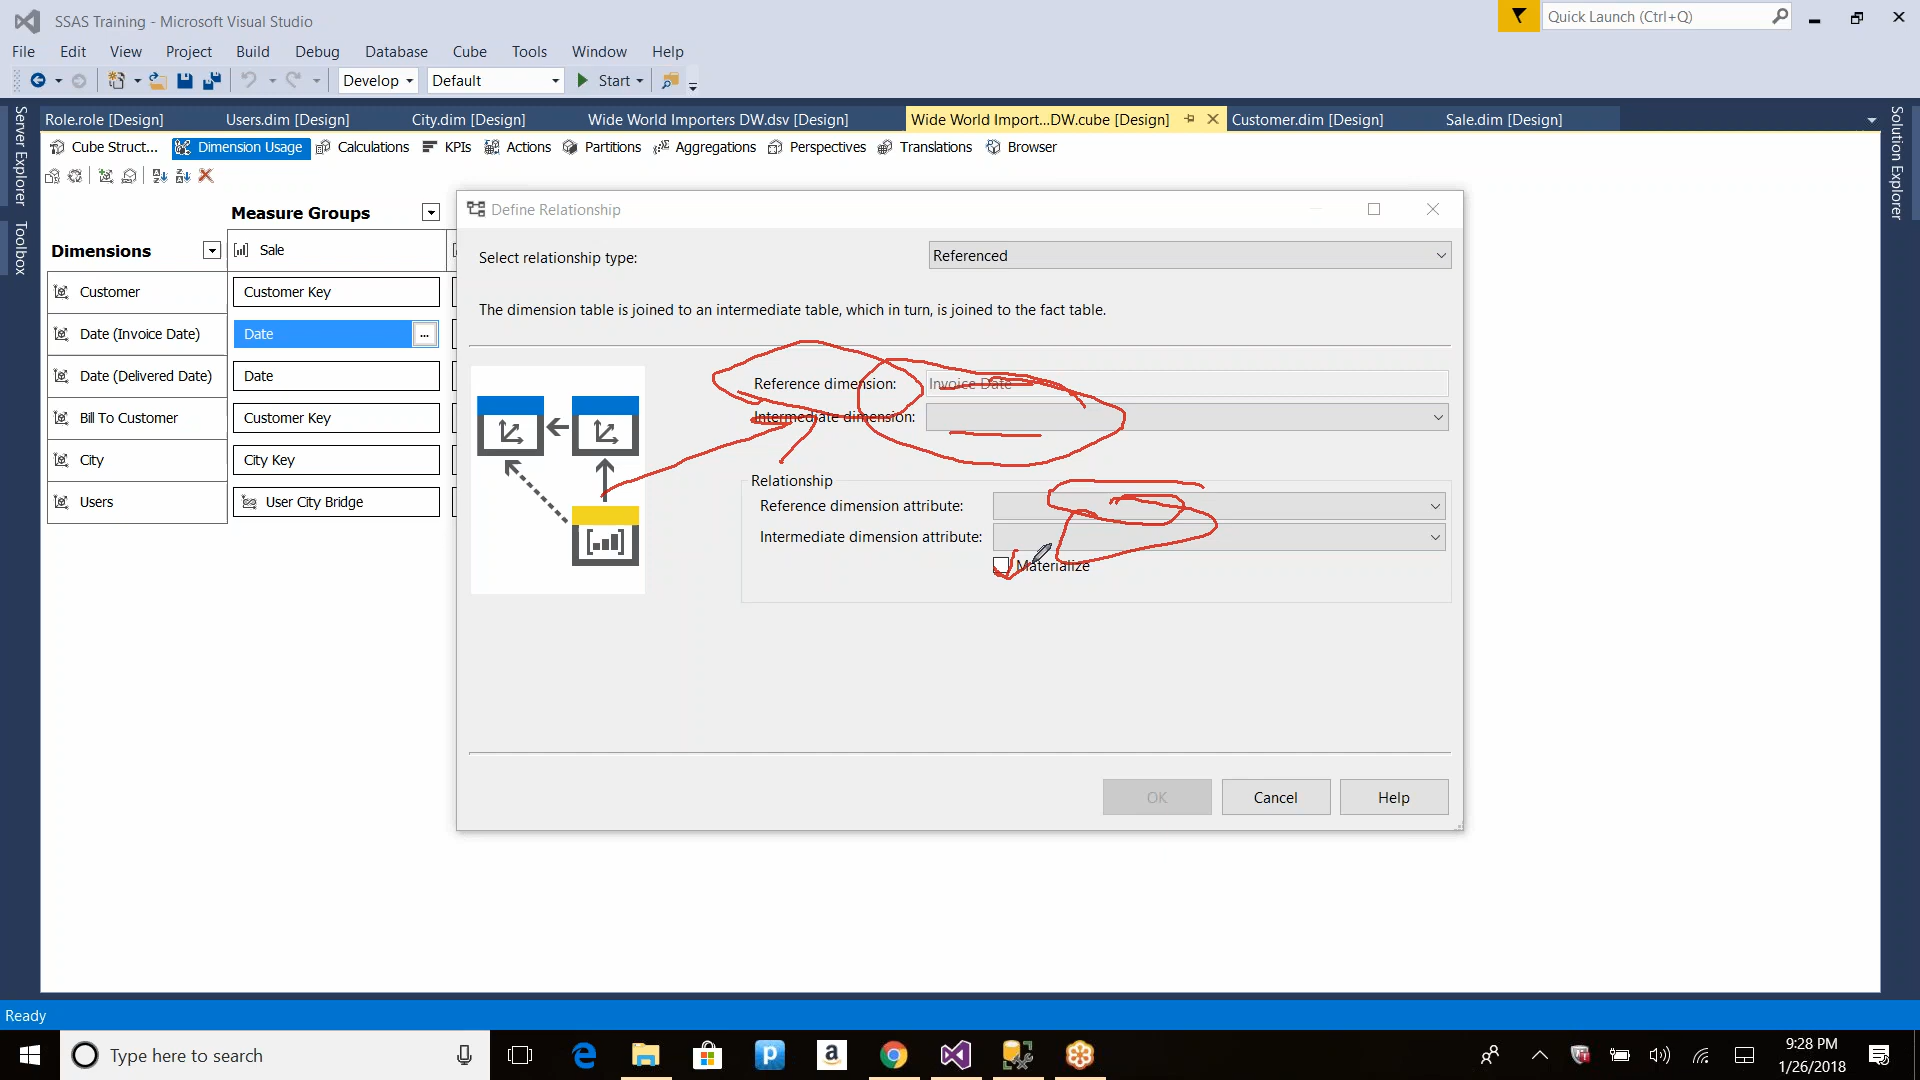 SSAS Training - Microsoft Visual Studio
Quick Launch (Ctrl+Q)
File Edit View Project Build Debug Database Cube Tools Window Help
Develop Default Start
Server Explorer
Toolbox
Solution Explorer
Role.role [Design] Users.dim [Design] City.dim [Design] Wide World Importers DW.dsv [Design] Wide World Import...DW.cube [Design] Customer.dim [Design] Sale.dim [Design]
Cube Struct... Dimension Usage Calculations KPIs Actions Partitions Aggregations Perspectives Translations Browser
Measure Groups
Dimensions Sale
Customer Customer Key
Date (Invoice Date) Date ...
Date (Delivered Date) Date
Bill To Customer Customer Key
City City Key
Users User City Bridge
Define Relationship
Select relationship type: Referenced
The dimension table is joined to an intermediate table, which in turn, is joined to the fact table.
Reference dimension: Invoice Date
Intermediate dimension:
Relationship
Reference dimension attribute:
Intermediate dimension attribute:
Materialize
OK Cancel Help
Ready
Type here to search
9:28 PM
1/26/2018